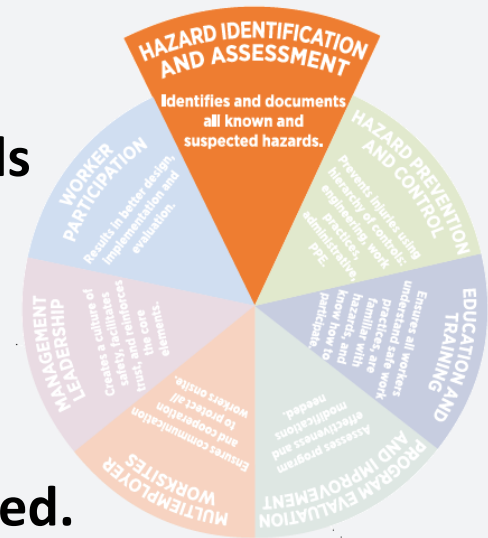 HAZARD IDENTIFICATION
AND ASSESSMENT
Identifies and documents
all known and
suspected hazards.
HAZARD PREVENTION
AND CONTROL
Prevents injuries using
hierarchy of controls:
engineering, work
practices,
administrative,
PPE.
EDUCATION AND
TRAINING
Ensures all workers
understand safe work
practices, are
familiar with
hazards, and
know how to
participate
PROGRAM EVALUATION
AND IMPROVEMENT
Assesses program
effectiveness and
modifications
needed.
MULTIEMPLOYER
WORKSITES
Ensures communication
and cooperation
to protect all
workers onsite.
MANAGEMENT
LEADERSHIP
Creates a culture of
safety, facilitates
trust, and reinforces
the core
elements.
WORKER
PARTICIPATION
Results in better design,
implementation and
evaluation.
ed.